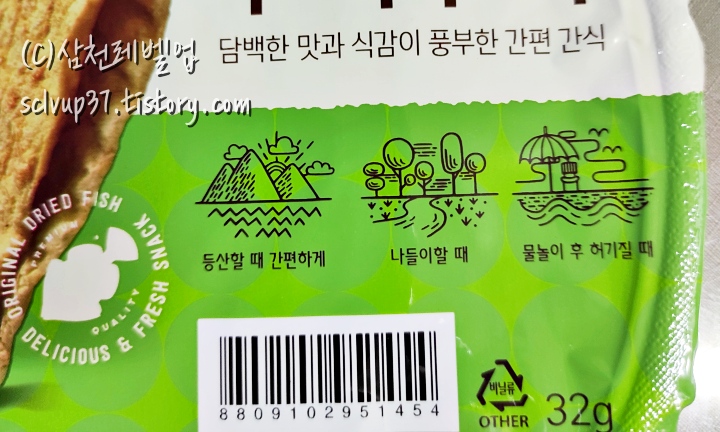 (C)삼천레벨업
sclvup37.tistory.com
담백한 맛과 식감이 풍부한 간편 간식
등산할 때 간편하게
나들이할 때
물놀이 후 허기질 때
ORIGINAL DRIED FISH
PREMIUM
QUALITY
DELICIOUS & FRESH SNACK
8809102951454
비닐류
OTHER
32g